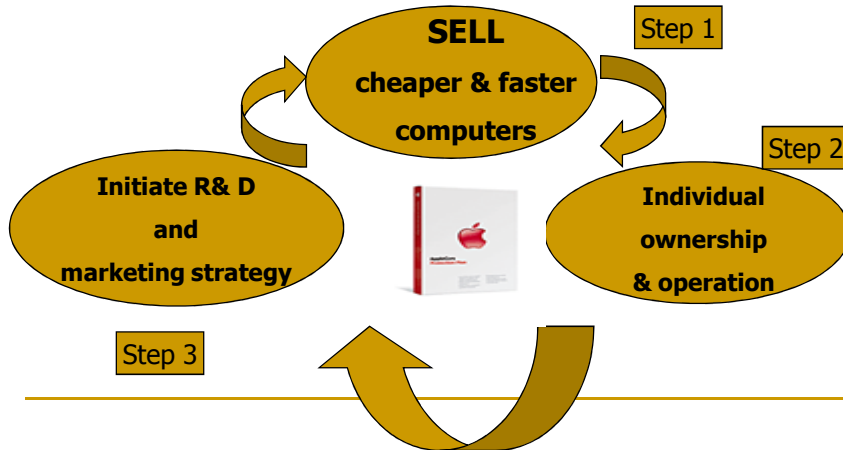 SELL
cheaper & faster
computers
Step 1
Step 2
Individual
ownership
& operation
Initiate R& D
and
marketing strategy
Step 3